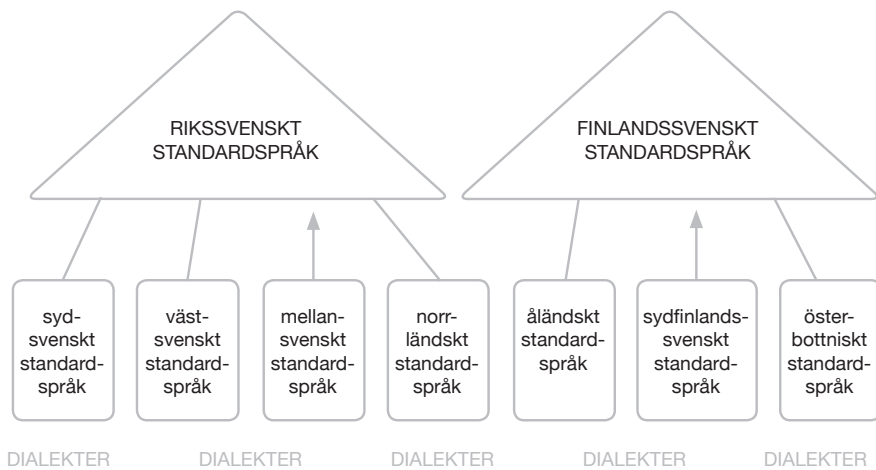 RIKSSVENSKT
STANDARDSPRÅK
FINLANDSSVENSKT
STANDARDSPRÅK
syd-
svenskt
standard-
språk
väst-
svenskt
standard-
språk
mellan-
svenskt
standard-
språk
norr-
ländskt
standard-
språk
åländskt
standard-
språk
sydfinlands-
svenskt
standard-
språk
öster-
bottniskt
standard-
språk
DIALEKTER
DIALEKTER
DIALEKTER
DIALEKTER
DIALEKTER